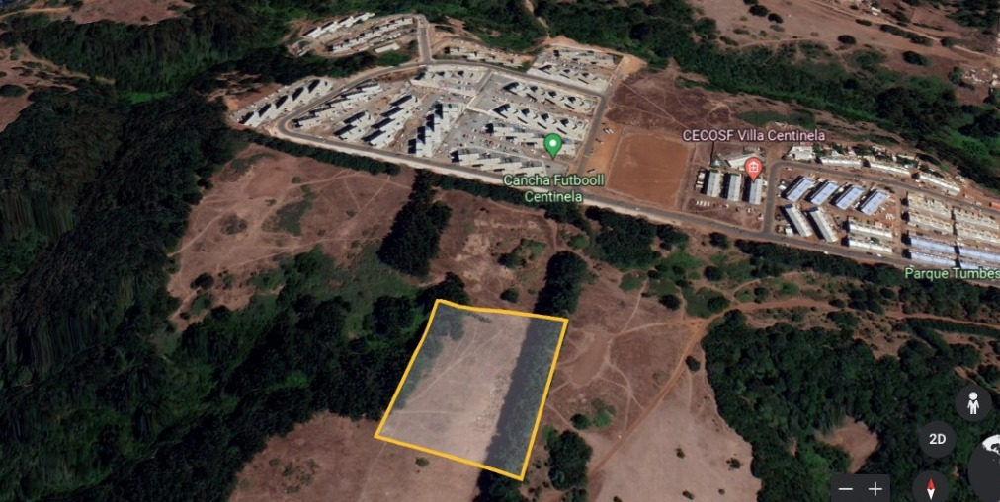 CECOSF Villa Centinela
Cancha Futbooll
Centinela
Parque Tumbes
2D